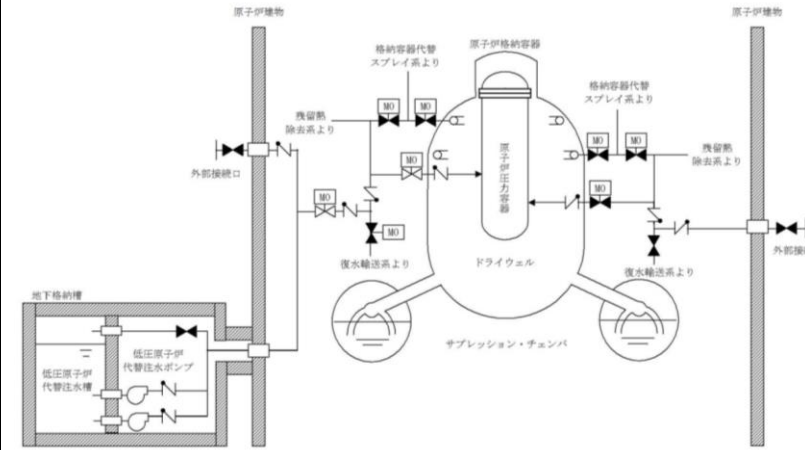 原子炉建物
原子炉建物
格納容器代替
スプレイ系より
原子炉格納容器
格納容器代替
スプレイ系より
MO
MO
残留熱
除去系より
MO
MO
残留熱
除去系より
MO
原子炉圧力容器
外部接続口
MO
MO
MO
復水輸送系より
ドライウェル
外部接
復水輸送系より
地下格納槽
サプレッション・チェンバ
低圧原子炉
代替注水ポンプ
低圧原子炉
代替注水槽